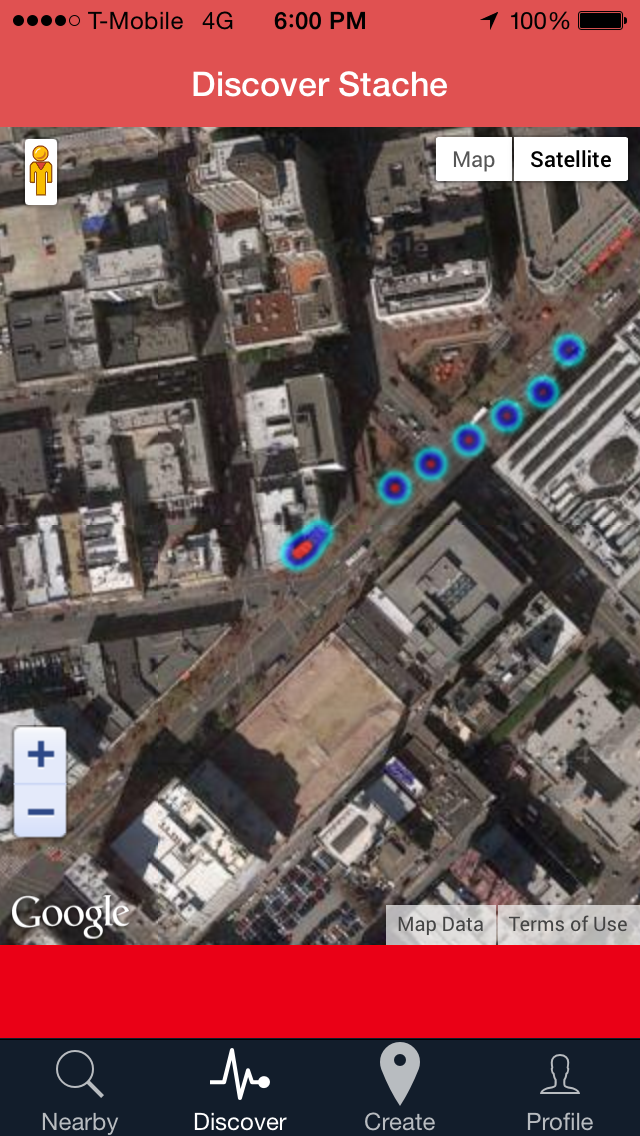 T-Mobile 4G 6:00 PM 100%
Discover Stache
Map Satellite
Google
Map Data Terms of Use
Nearby Discover Create Profile